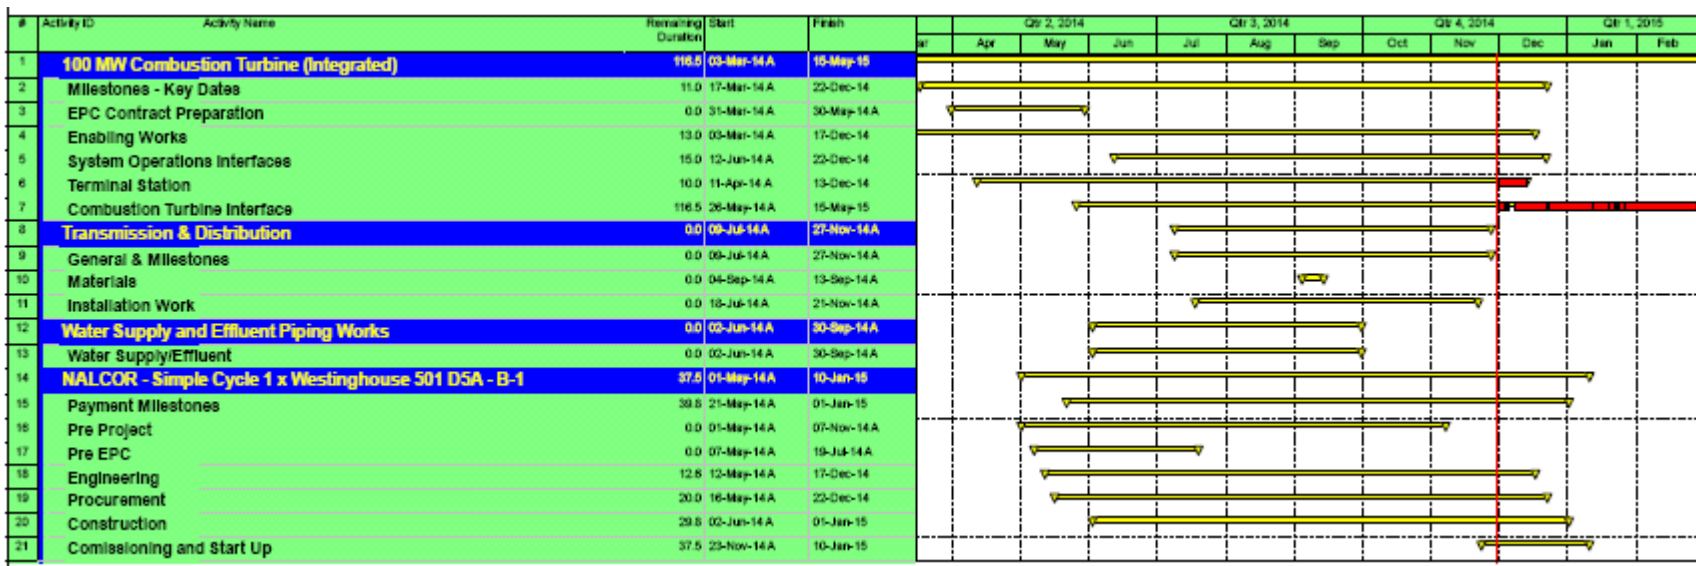 # Activity ID Activity Name Remaining Duration Start Finish Qtr 2, 2014 Qtr 3, 2014 Qtr 4, 2014 Qtr 1, 2015
ar Apr May Jun Jul Aug Sep Oct Nov Dec Jan Feb
1 100 MW Combustion Turbine (Integrated) 116.5 03-Mar-14 A 15-May-15
2 Milestones - Key Dates 11.0 17-Mar-14 A 22-Dec-14
3 EPC Contract Preparation 0.0 31-Mar-14 A 30-May-14 A
4 Enabling Works 13.0 03-Mar-14 A 17-Dec-14
5 System Operations Interfaces 15.0 12-Jun-14 A 22-Dec-14
6 Terminal Station 10.0 11-Apr-14 A 13-Dec-14
7 Combustion Turbine Interface 116.5 26-May-14 A 15-May-15
8 Transmission & Distribution 0.0 09-Jul-14 A 27-Nov-14 A
9 General & Milestones 0.0 09-Jul-14 A 27-Nov-14 A
10 Materials 0.0 04-Sep-14 A 13-Sep-14 A
11 Installation Work 0.0 18-Jul-14 A 21-Nov-14 A
12 Water Supply and Effluent Piping Works 0.0 02-Jun-14 A 30-Sep-14 A
13 Water Supply/Effluent 0.0 02-Jun-14 A 30-Sep-14 A
14 NALCOR - Simple Cycle 1 x Westinghouse 501 D5A - B-1 37.5 01-May-14 A 10-Jan-15
15 Payment Milestones 39.8 21-May-14 A 01-Jan-15
16 Pre Project 0.0 01-May-14 A 07-Nov-14 A
17 Pre EPC 0.0 07-May-14 A 19-Jul-14 A
18 Engineering 12.8 12-May-14 A 17-Dec-14
19 Procurement 20.0 16-May-14 A 22-Dec-14
20 Construction 29.8 02-Jun-14 A 01-Jan-15
21 Comissioning and Start Up 37.5 23-Nov-14 A 10-Jan-15